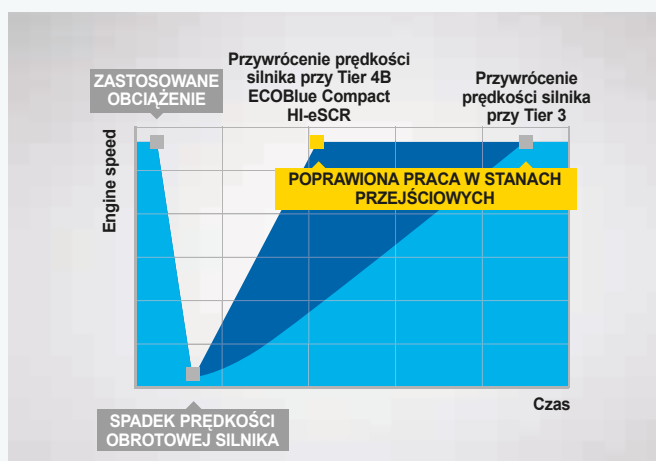 Przywrócenie prędkości
silnika przy Tier 4B
ECOBlue Compact
HI-eSCR
ZASTOSOWANE
OBCIĄŻENIE
Przywrócenie
prędkości silnika
przy Tier 3
Engine speed
POPRAWIONA PRACA W STANACH
PRZEJŚCIOWYCH
Czas
SPADEK PRĘDKOŚCI
OBROTOWEJ SILNIKA